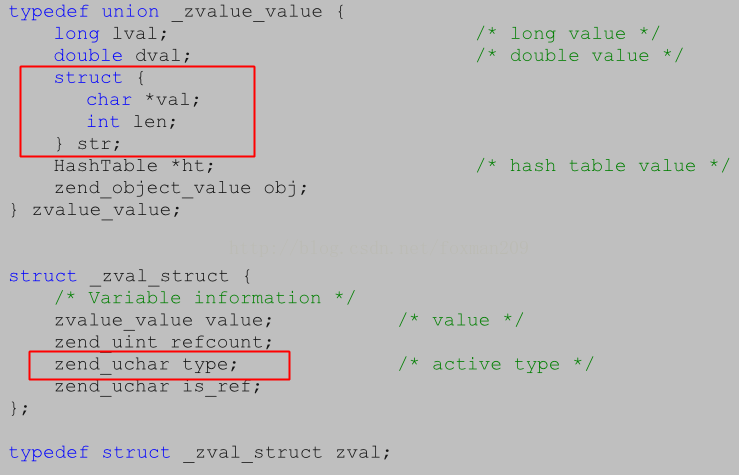 typedef union _zvalue_value {
long lval; /* long value */
double dval; /* double value */
struct {
char *val;
int len;
} str;
HashTable *ht; /* hash table value */
zend_object_value obj;
} zvalue_value;
struct _zval_struct {
/* Variable information */
zvalue_value value; /* value */
zend_uint refcount;
zend_uchar type; /* active type */
zend_uchar is_ref;
};
typedef struct _zval_struct zval;